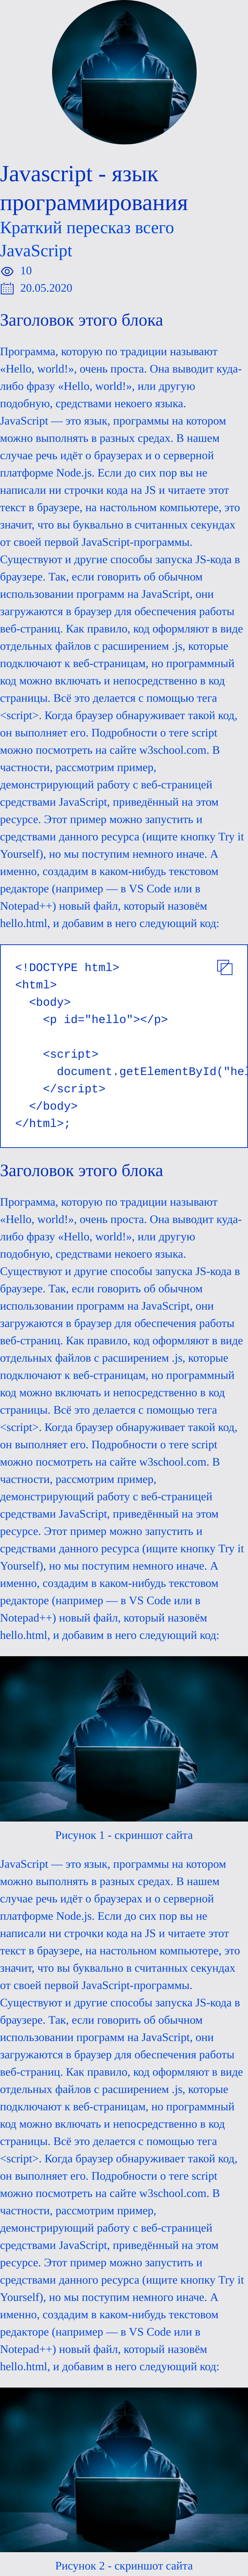 Javascript - язык
программирования
Краткий пересказ всего
JavaScript
10
20.05.2020
Заголовок этого блока
Программа, которую по традиции называют
«Hello, world!», очень проста. Она выводит куда-
либо фразу «Hello, world!», или другую
подобную, средствами некоего языка.
JavaScript — это язык, программы на котором
можно выполнять в разных средах. В нашем
случае речь идёт о браузерах и о серверной
платформе Node.js. Если до сих пор вы не
написали ни строчки кода на JS и читаете этот
текст в браузере, на настольном компьютере, это
значит, что вы буквально в считанных секундах
от своей первой JavaScript-программы.
Существуют и другие способы запуска JS-кода в
браузере. Так, если говорить об обычном
использовании программ на JavaScript, они
загружаются в браузер для обеспечения работы
веб-страниц. Как правило, код оформляют в виде
отдельных файлов с расширением .js, которые
подключают к веб-страницам, но программный
код можно включать и непосредственно в код
страницы. Всё это делается с помощью тега
<script>. Когда браузер обнаруживает такой код,
он выполняет его. Подробности о теге script
можно посмотреть на сайте w3school.com. В
частности, рассмотрим пример,
демонстрирующий работу с веб-страницей
средствами JavaScript, приведённый на этом
ресурсе. Этот пример можно запустить и
средствами данного ресурса (ищите кнопку Try it
Yourself), но мы поступим немного иначе. А
именно, создадим в каком-нибудь текстовом
редакторе (например — в VS Code или в
Notepad++) новый файл, который назовём
hello.html, и добавим в него следующий код:
<!DOCTYPE html>
<html>
<body>
<p id="hello"></p>
<script>
document.getElementById("hel
</script>
</body>
</html>;
Заголовок этого блока
Программа, которую по традиции называют
«Hello, world!», очень проста. Она выводит куда-
либо фразу «Hello, world!», или другую
подобную, средствами некоего языка.
Существуют и другие способы запуска JS-кода в
браузере. Так, если говорить об обычном
использовании программ на JavaScript, они
загружаются в браузер для обеспечения работы
веб-страниц. Как правило, код оформляют в виде
отдельных файлов с расширением .js, которые
подключают к веб-страницам, но программный
код можно включать и непосредственно в код
страницы. Всё это делается с помощью тега
<script>. Когда браузер обнаруживает такой код,
он выполняет его. Подробности о теге script
можно посмотреть на сайте w3school.com. В
частности, рассмотрим пример,
демонстрирующий работу с веб-страницей
средствами JavaScript, приведённый на этом
ресурсе. Этот пример можно запустить и
средствами данного ресурса (ищите кнопку Try it
Yourself), но мы поступим немного иначе. А
именно, создадим в каком-нибудь текстовом
редакторе (например — в VS Code или в
Notepad++) новый файл, который назовём
hello.html, и добавим в него следующий код:
Рисунок 1 - скриншот сайта
JavaScript — это язык, программы на котором
можно выполнять в разных средах. В нашем
случае речь идёт о браузерах и о серверной
платформе Node.js. Если до сих пор вы не
написали ни строчки кода на JS и читаете этот
текст в браузере, на настольном компьютере, это
значит, что вы буквально в считанных секундах
от своей первой JavaScript-программы.
Существуют и другие способы запуска JS-кода в
браузере. Так, если говорить об обычном
использовании программ на JavaScript, они
загружаются в браузер для обеспечения работы
веб-страниц. Как правило, код оформляют в виде
отдельных файлов с расширением .js, которые
подключают к веб-страницам, но программный
код можно включать и непосредственно в код
страницы. Всё это делается с помощью тега
<script>. Когда браузер обнаруживает такой код,
он выполняет его. Подробности о теге script
можно посмотреть на сайте w3school.com. В
частности, рассмотрим пример,
демонстрирующий работу с веб-страницей
средствами JavaScript, приведённый на этом
ресурсе. Этот пример можно запустить и
средствами данного ресурса (ищите кнопку Try it
Yourself), но мы поступим немного иначе. А
именно, создадим в каком-нибудь текстовом
редакторе (например — в VS Code или в
Notepad++) новый файл, который назовём
hello.html, и добавим в него следующий код:
Рисунок 2 - скриншот сайта